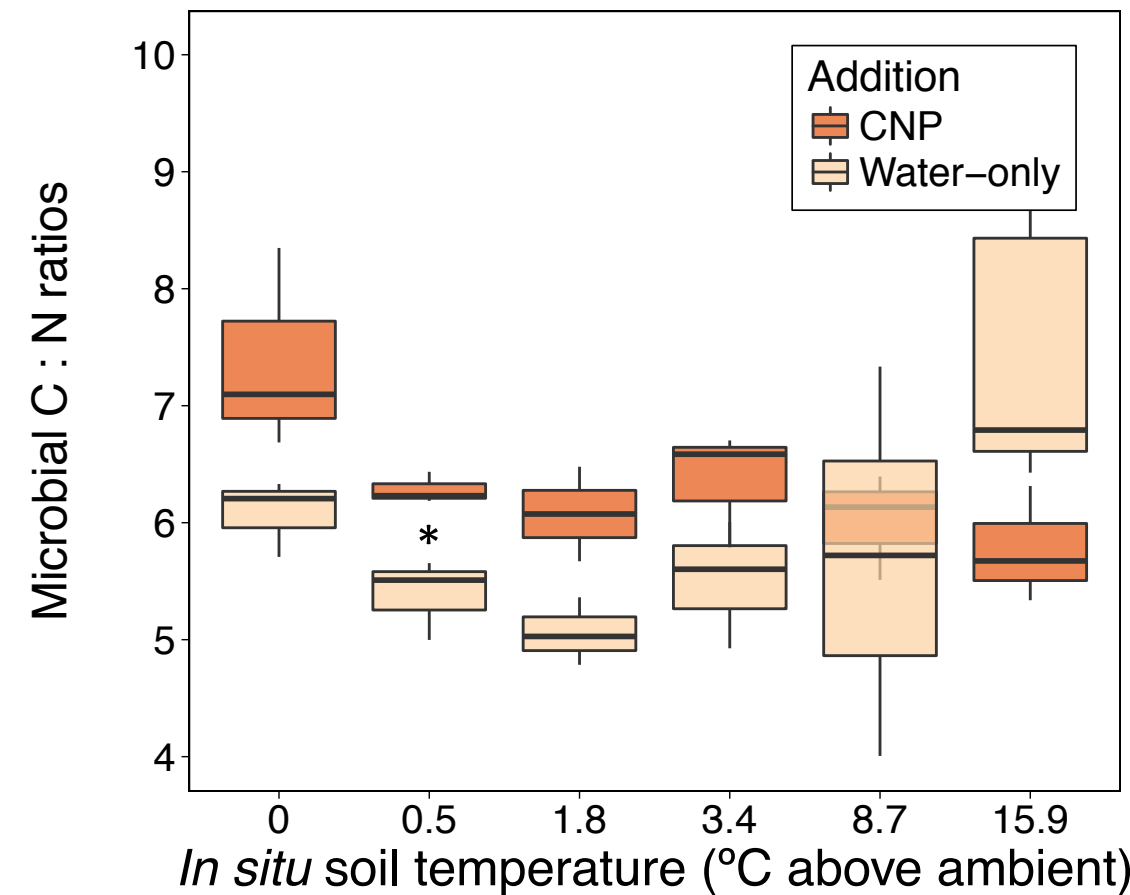 Microbial C : N ratios
10
9
8
7
6
5
4
Addition
CNP
Water−only
*
0 0.5 1.8 3.4 8.7 15.9
In situ soil temperature (ºC above ambient)